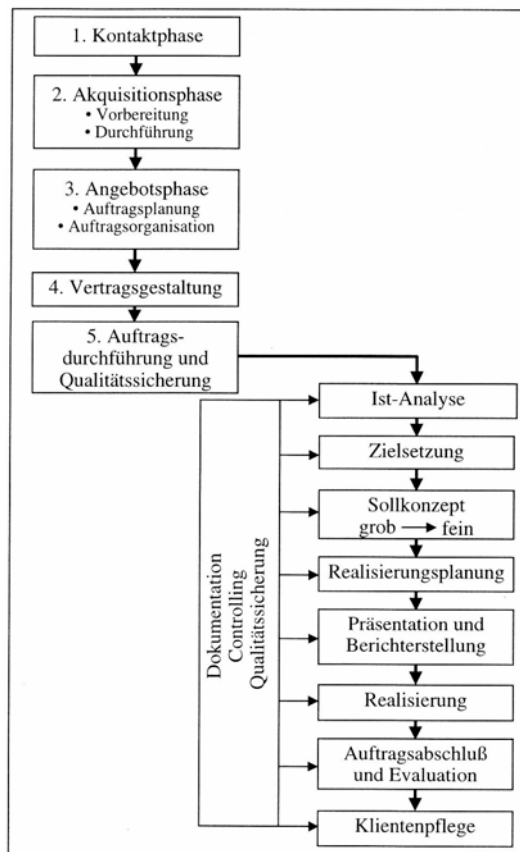 1. Kontaktphase
2. Akquisitionsphase
• Vorbereitung
• Durchführung
3. Angebotsphase
• Auftragsplanung
• Auftragsorganisation
4. Vertragsgestaltung
5. Auftrags-
durchführung und
Qualitätssicherung
Dokumentation
Controlling
Qualitätssicherung
Ist-Analyse
Zielsetzung
Sollkonzept
grob → fein
Realisierungsplanung
Präsentation und
Berichterstellung
Realisierung
Auftragsabschluß
und Evaluation
Klientenpflege